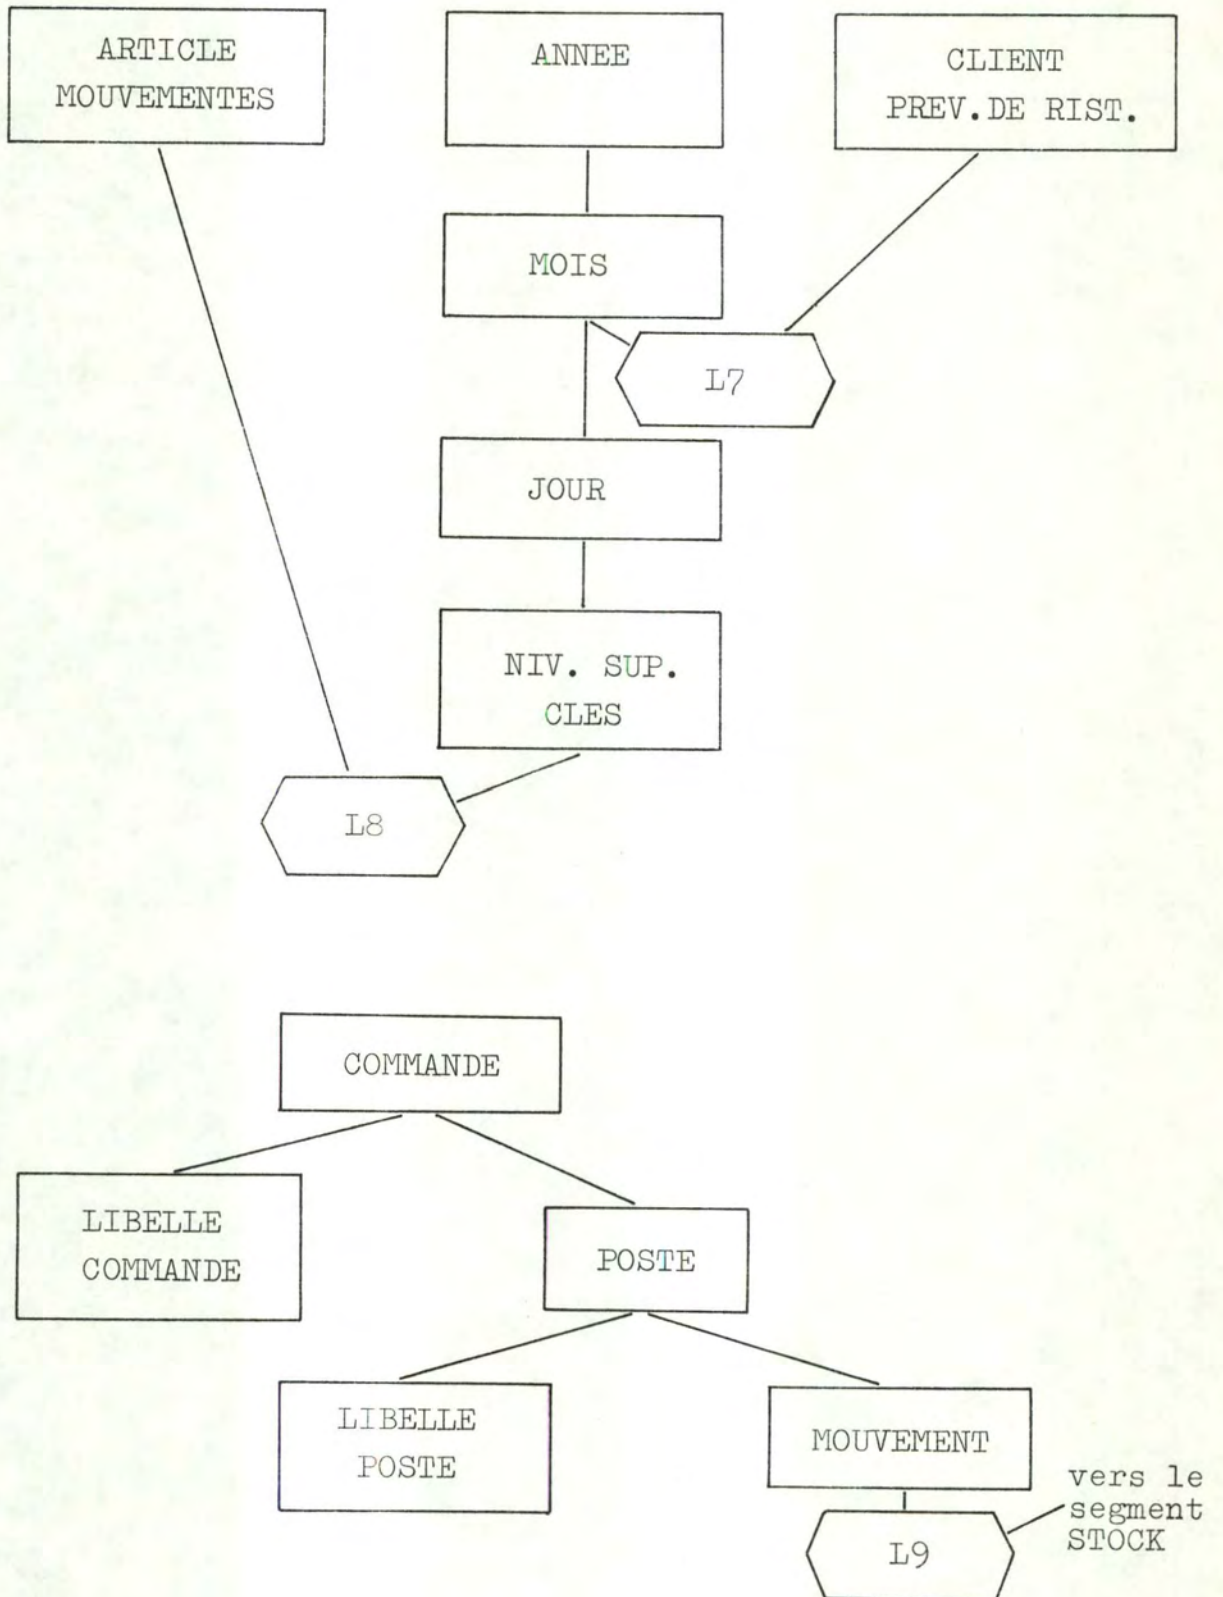 ARTICLE
MOUVEMENTES
ANNEE
CLIENT
PREV.DE RIST.
MOIS
L7
JOUR
NIV. SUP.
CLES
L8
COMMANDE
LIBELLE
COMMANDE
POSTE
LIBELLE
POSTE
MOUVEMENT
vers le
segment
STOCK
L9